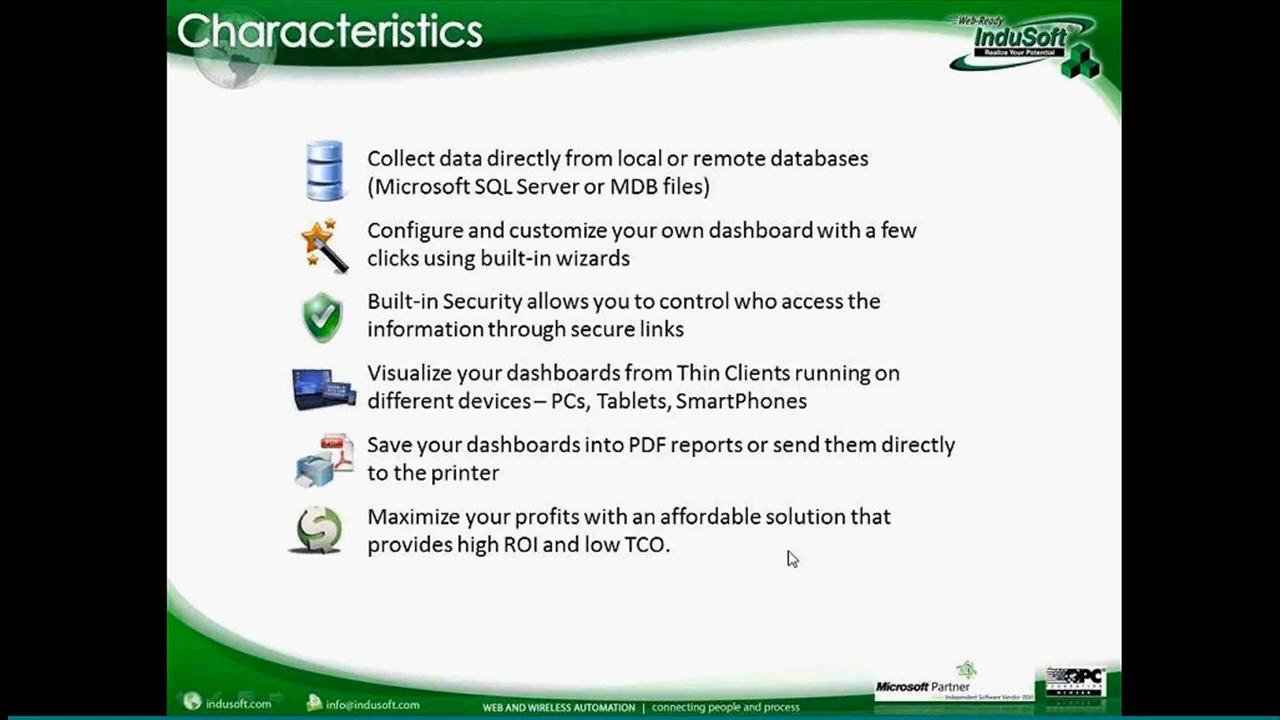 Characteristics
Web-Ready
InduSoft
Realize Your Potential
Collect data directly from local or remote databases
(Microsoft SQL Server or MDB files)
Configure and customize your own dashboard with a few
clicks using built-in wizards
Built-in Security allows you to control who access the
information through secure links
Visualize your dashboards from Thin Clients running on
different devices – PCs, Tablets, SmartPhones
Save your dashboards into PDF reports or send them directly
to the printer
Maximize your profits with an affordable solution that
provides high ROI and low TCO.
indusoft.com
info@indusoft.com
WEB AND WIRELESS AUTOMATION | connecting people and process
Microsoft Partner
Independent Software Vendor (ISV)
OPC
FOUNDATION
MEMBER